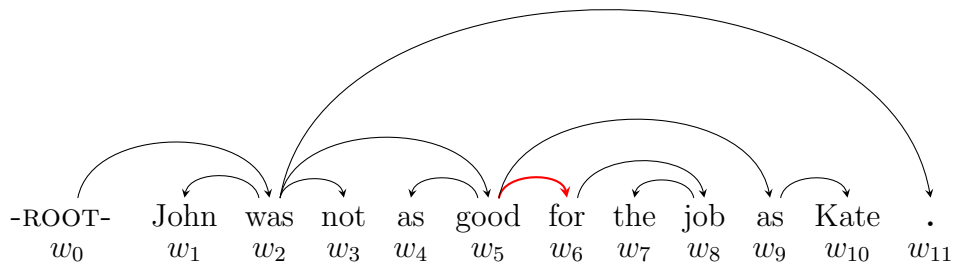 -ROOT- John was not as good for the job as Kate .
w0 w1 w2 w3 w4 w5 w6 w7 w8 w9 w10 w11